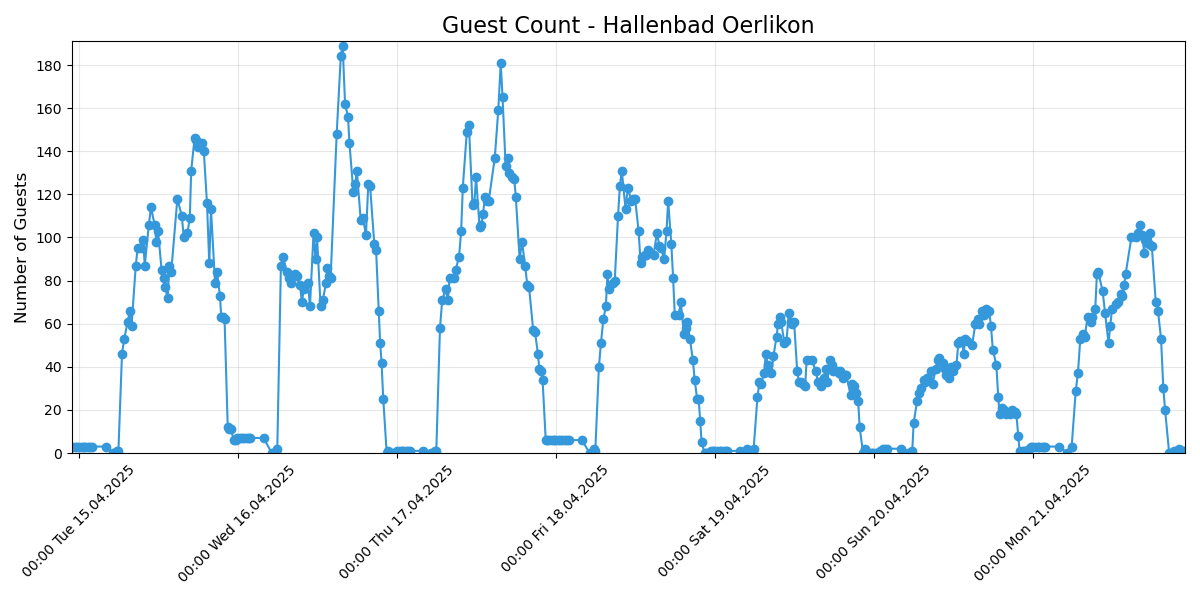 Guest Count - Hallenbad Oerlikon
Number of Guests
180
160
140
120
100
80
60
40
20
0
00:00 Tue 15.04.2025
00:00 Wed 16.04.2025
00:00 Thu 17.04.2025
00:00 Fri 18.04.2025
00:00 Sat 19.04.2025
00:00 Sun 20.04.2025
00:00 Mon 21.04.2025